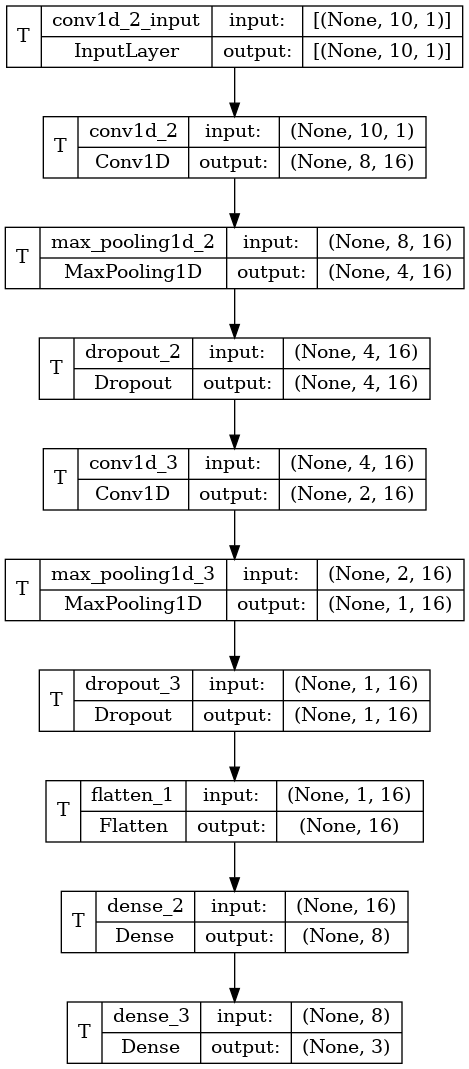 T conv1d_2_input input: [(None, 10, 1)]
InputLayer output: [(None, 10, 1)]
T conv1d_2 input: (None, 10, 1)
Conv1D output: (None, 8, 16)
T max_pooling1d_2 input: (None, 8, 16)
MaxPooling1D output: (None, 4, 16)
T dropout_2 input: (None, 4, 16)
Dropout output: (None, 4, 16)
T conv1d_3 input: (None, 4, 16)
Conv1D output: (None, 2, 16)
T max_pooling1d_3 input: (None, 2, 16)
MaxPooling1D output: (None, 1, 16)
T dropout_3 input: (None, 1, 16)
Dropout output: (None, 1, 16)
T flatten_1 input: (None, 1, 16)
Flatten output: (None, 16)
T dense_2 input: (None, 16)
Dense output: (None, 8)
T dense_3 input: (None, 8)
Dense output: (None, 3)